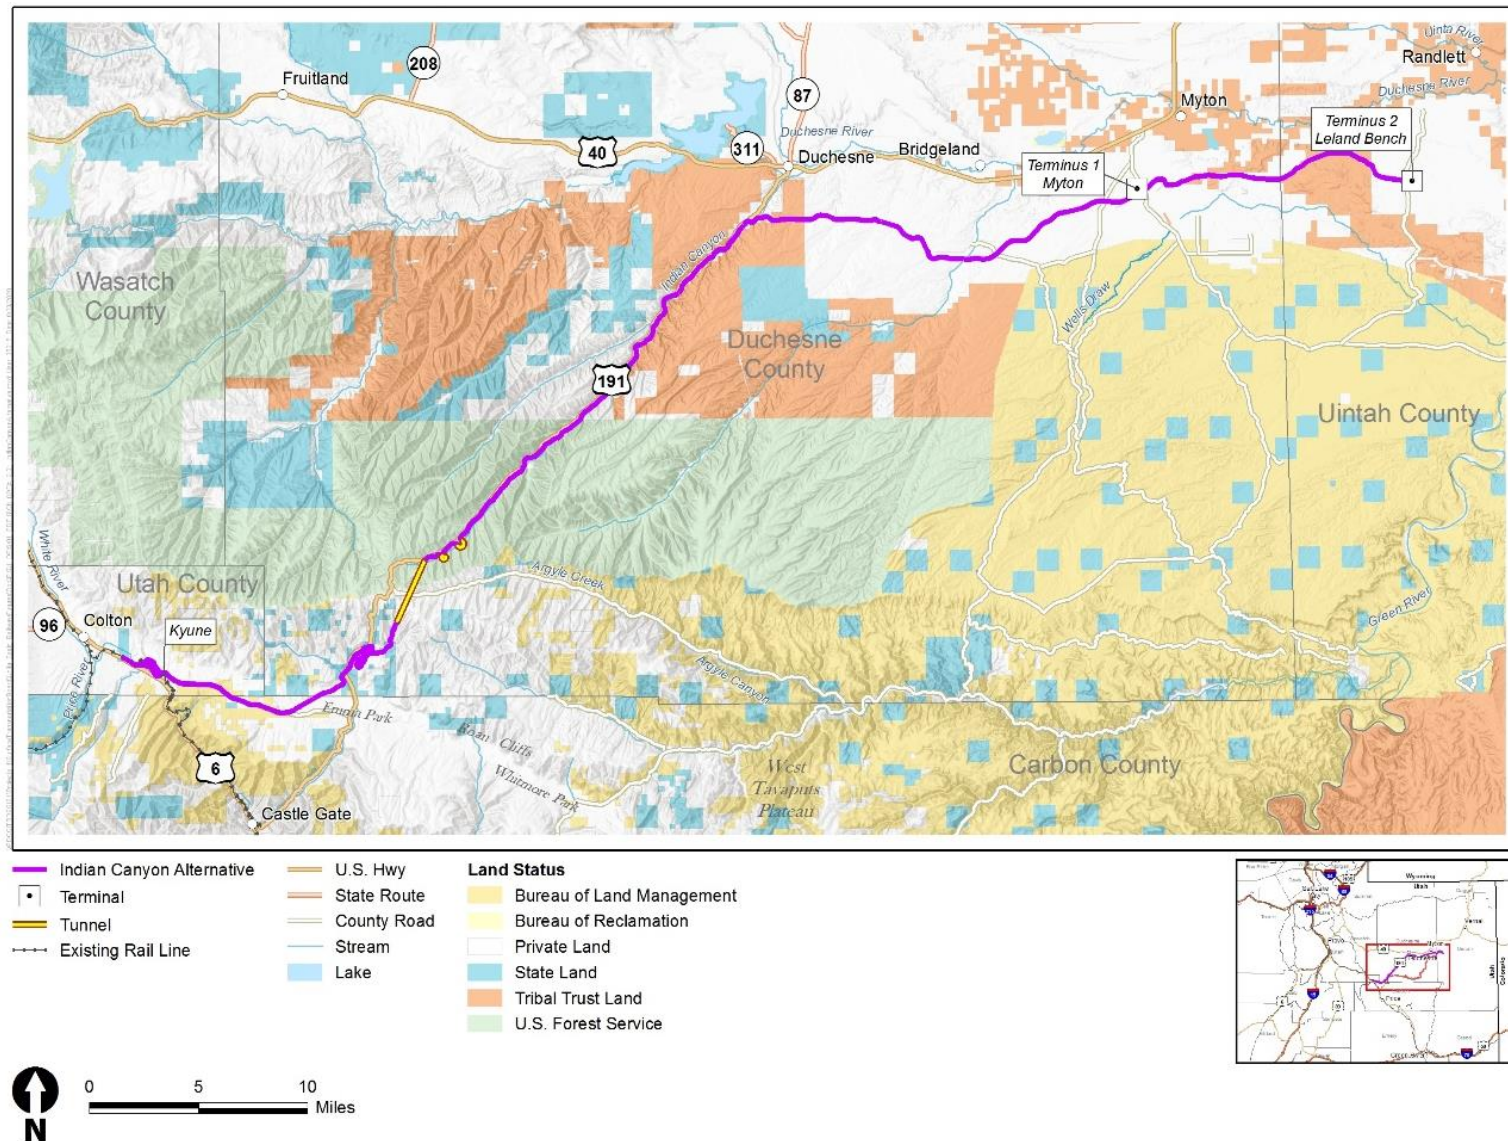 Uinta River
Randlett
208
Fruitland
Duchesne River
87
Myton
Terminus 2
Leland Bench
Duchesne River
40
311
Duchesne
Bridgeland
Terminus 1
Myton
Indian Canyon
Wasatch
County
Wells Draw
Duchesne
County
191
Uintah County
White River
Utah County
Argyle Creek
Green River
96
Colton
Kyune
Price River
Argyle Canyon
Emma Park
Roan Cliffs
Whitmore Park
West
Tavaputs
Plateau
Carbon County
6
Castle Gate
Indian Canyon Alternative
Terminal
Tunnel
Existing Rail Line
U.S. Hwy
State Route
County Road
Stream
Lake
Land Status
Bureau of Land Management
Bureau of Reclamation
Private Land
State Land
Tribal Trust Land
U.S. Forest Service
Wyoming
Utah
Utah
Colorado
0 5 10
Miles
N